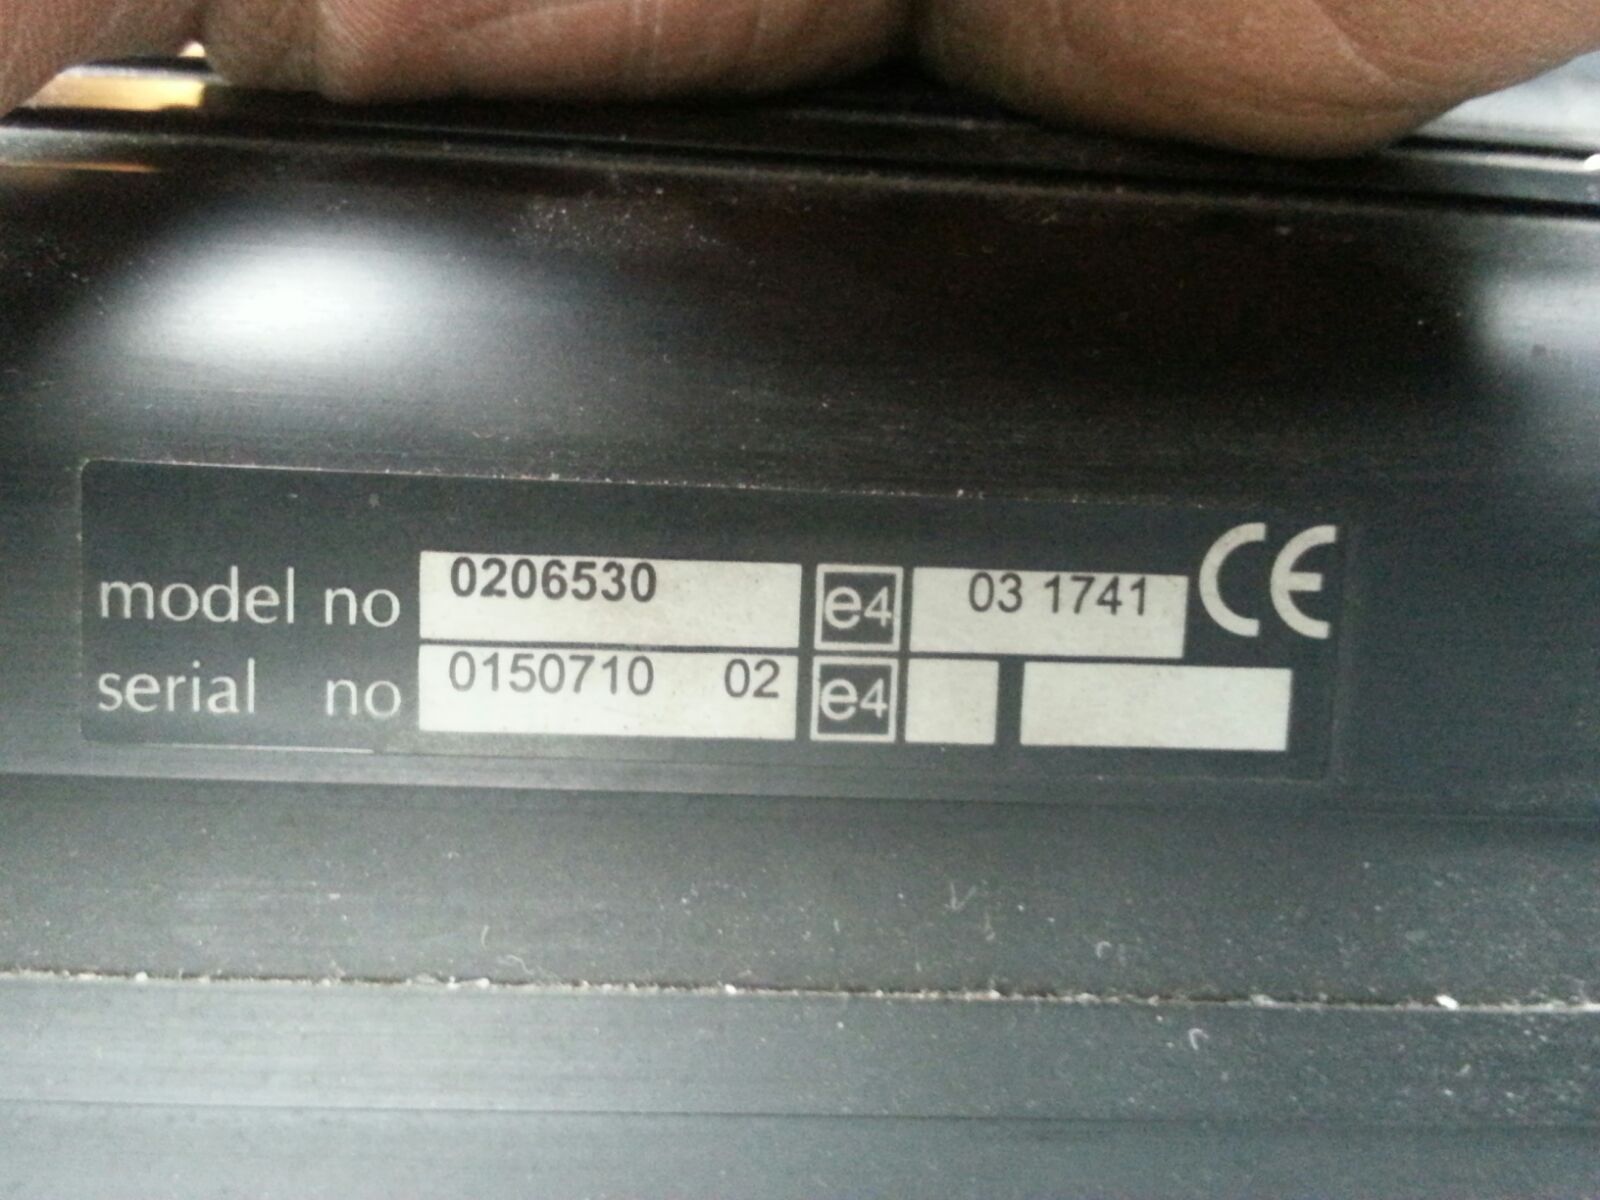 model no 0206530 e4 03 1741 CE
serial no 0150710 02 e4